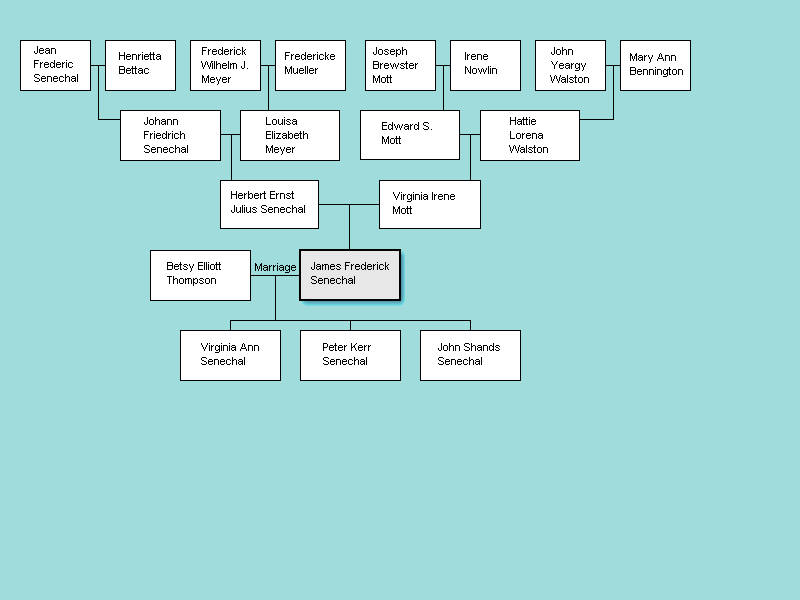 Jean
Frederic
Senechal
Henrietta
Bettac
Frederick
Wilhelm J.
Meyer
Fredericke
Mueller
Joseph
Brewster
Mott
Irene
Nowlin
John
Yeargy
Walston
Mary Ann
Bennington
Johann
Friedrich
Senechal
Louisa
Elizabeth
Meyer
Edward S.
Mott
Hattie
Lorena
Walston
Herbert Ernst
Julius Senechal
Virginia Irene
Mott
Betsy Elliott
Thompson
Marriage
James Frederick
Senechal
Virginia Ann
Senechal
Peter Kerr
Senechal
John Shands
Senechal